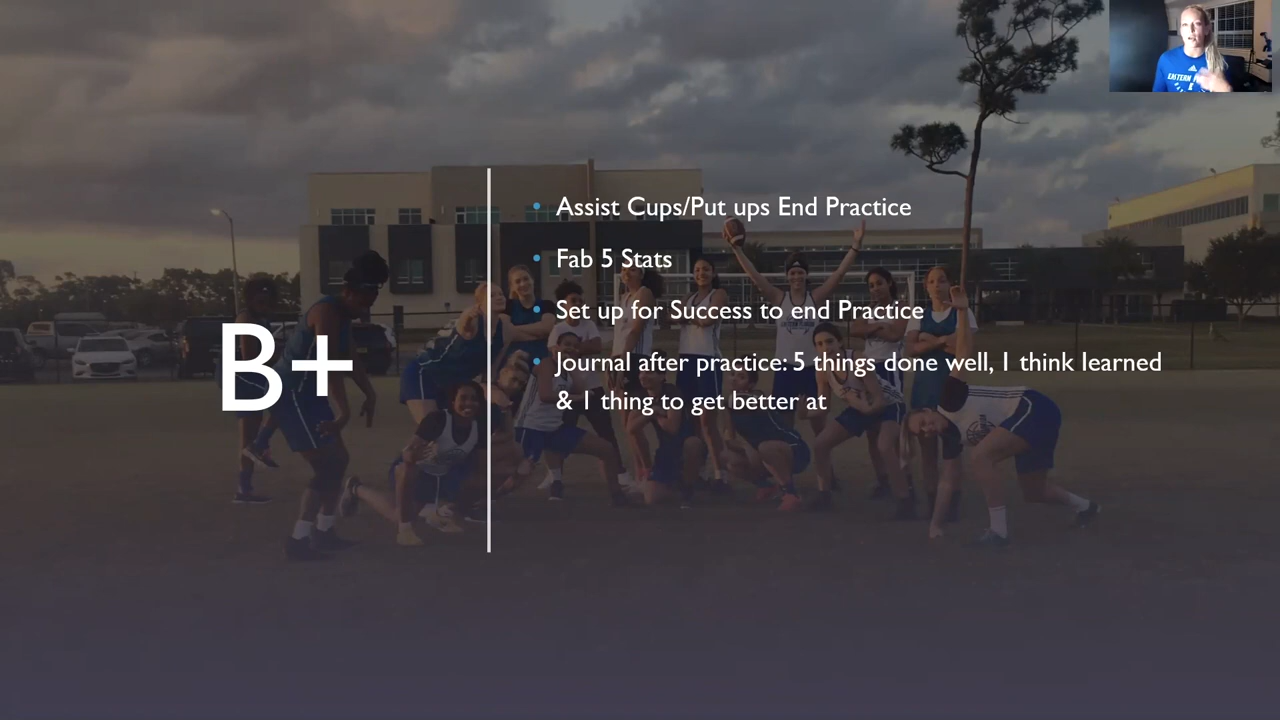 EASTERN
B+
Assist Cups/Put ups End Practice
Fab 5 Stats
Set up for Success to end Practice
Journal after practice: 5 things done well, 1 think learned
& 1 thing to get better at